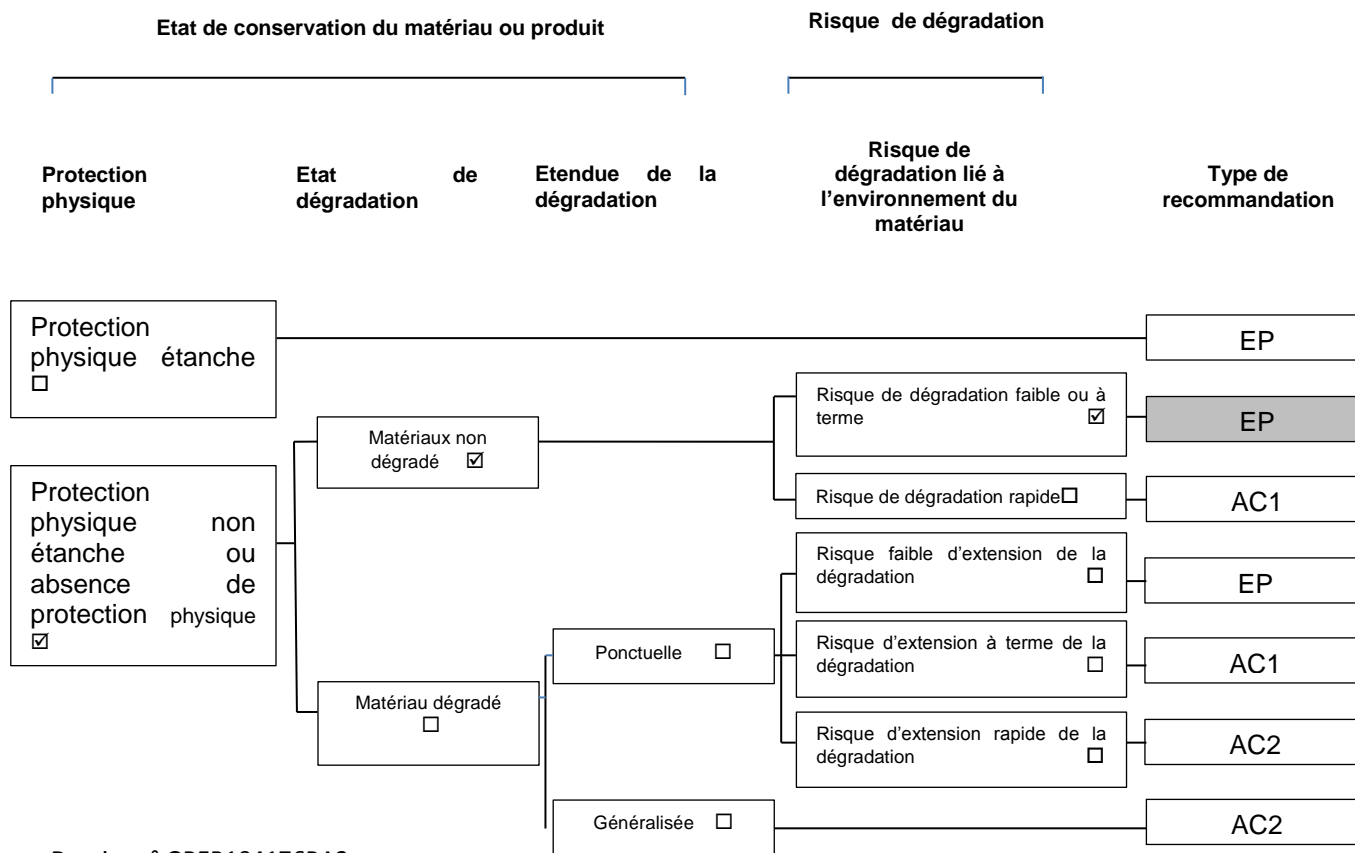 Etat de conservation du matériau ou produit
Risque de dégradation
Protection
physique
Etat de
dégradation
Etendue de la
dégradation
Risque de
dégradation lié à
l’environnement du
matériau
Type de
recommandation
Protection
physique étanche
☐
EP
Risque de dégradation faible ou à
terme ☑
EP
Matériaux non
dégradé ☑
Risque de dégradation rapide☐
AC1
Protection
physique non
étanche ou
absence de
protection physique
☑
Risque faible d’extension de la
dégradation ☐
EP
Ponctuelle ☐
Risque d’extension à terme de la
dégradation ☐
AC1
Matériau dégradé
☐
Risque d’extension rapide de la
dégradation ☐
AC2
Généralisée ☐
AC2